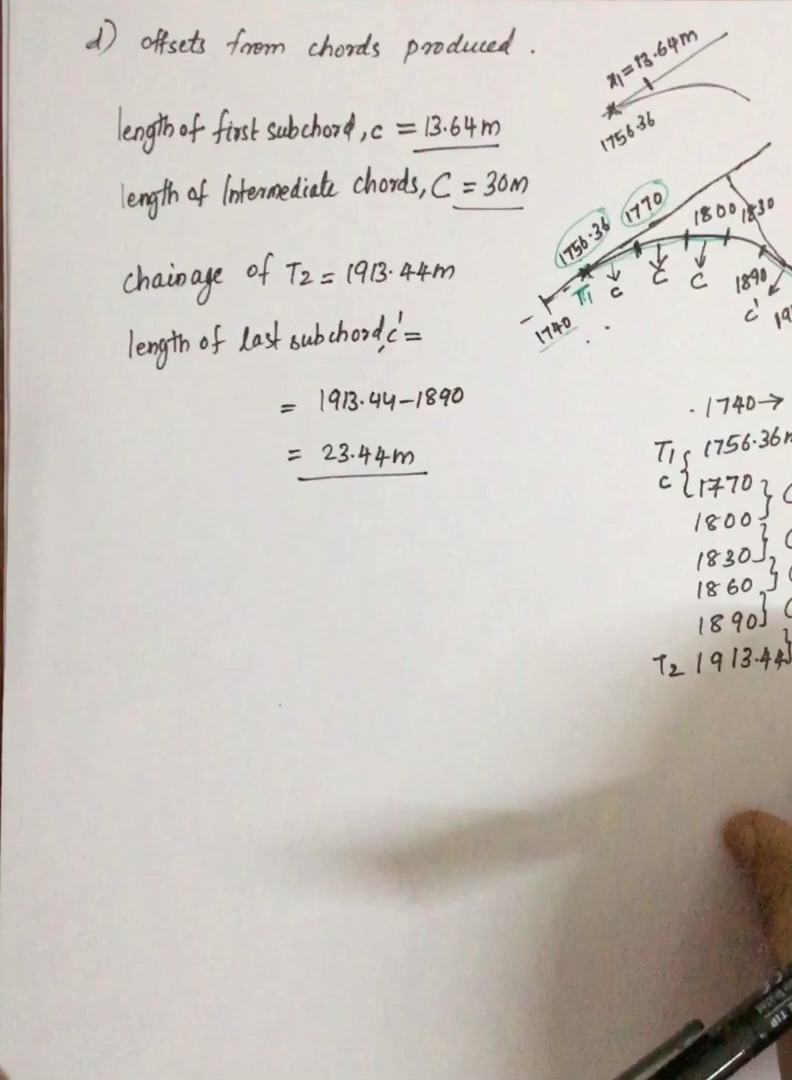 d) offsets from chords produced.
x₁=13.64m
1756.36
length of first subchord, c = 13.64m
length of Intermediate chords, C = 30m
1756.36 1770 1800 1830
T₁ c C C 1890
1740 c'
chainage of T₂ = 1913.44m
length of last subchord, c' =
= 1913.44-1890
= 23.44m
. 1740→
T₁ 1756.36m
c 1770
1800
1830
1860
1890
T₂ 1913.44